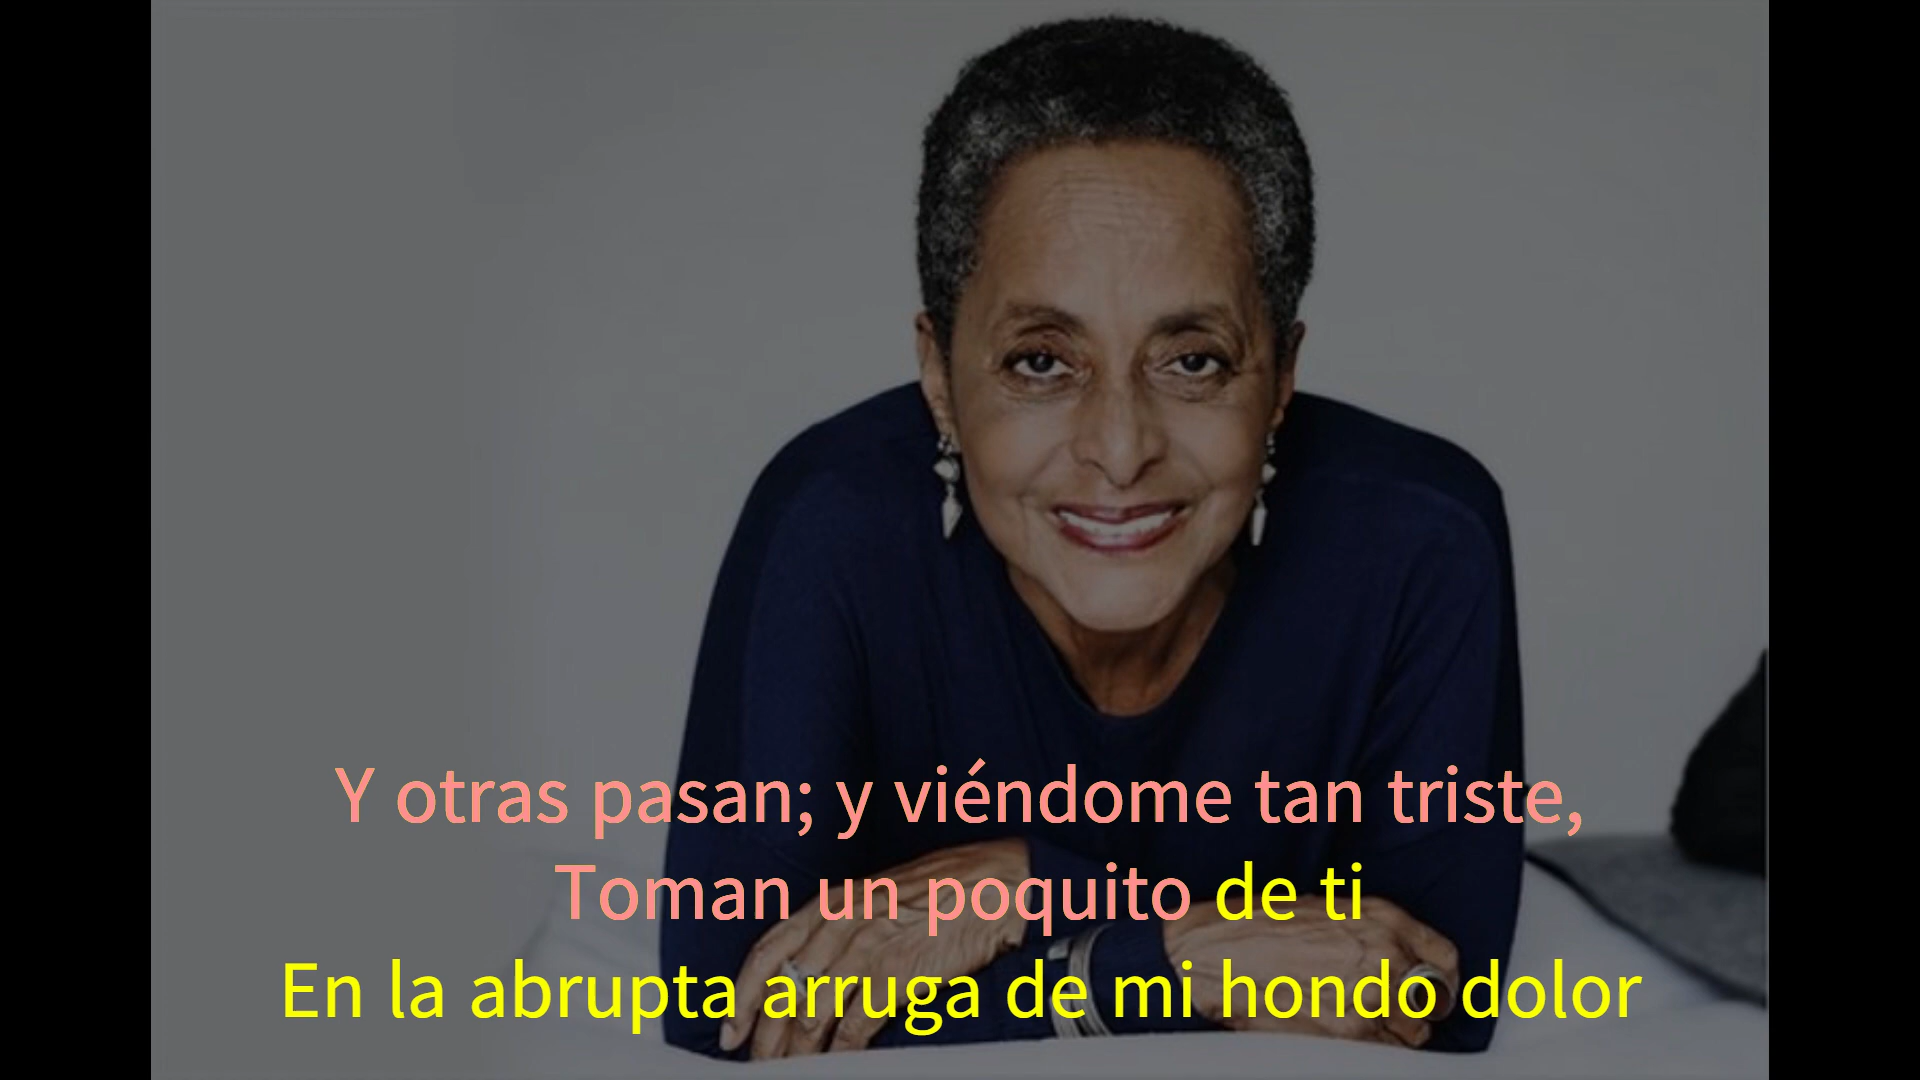 Y otras pasan; y viéndome tan triste,
Toman un poquito de ti
En la abrupta arruga de mi hondo dolor